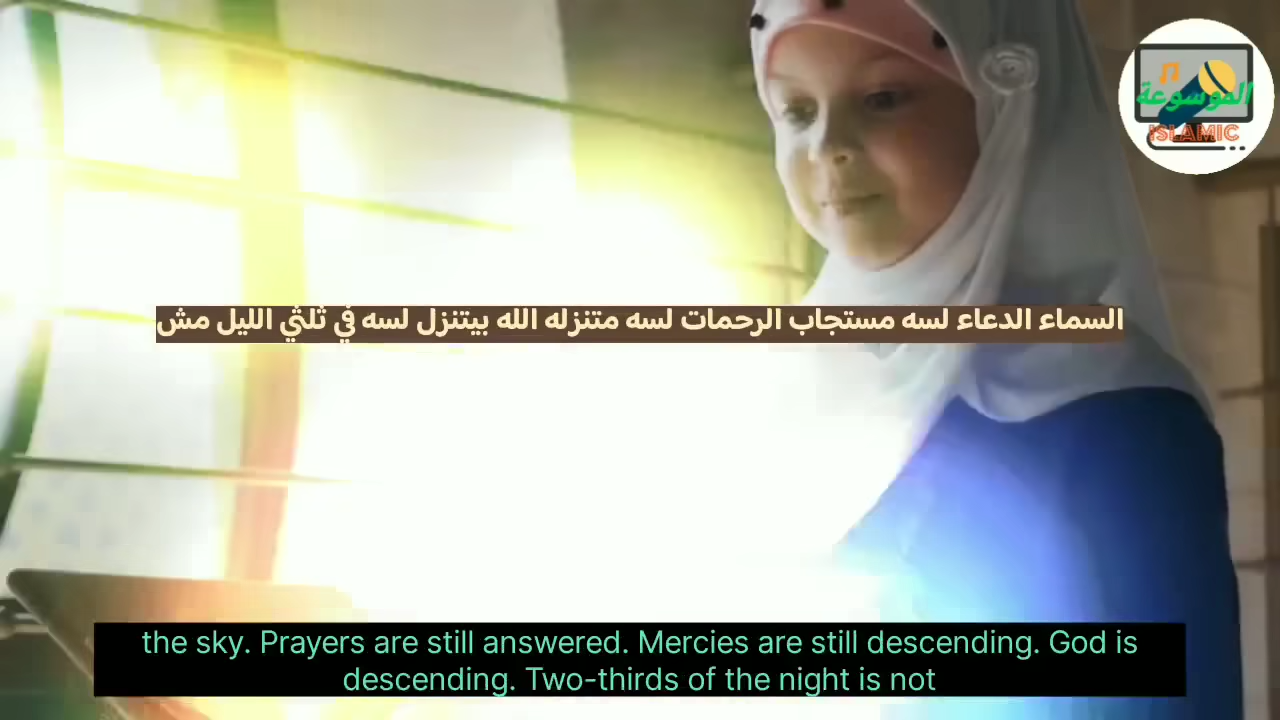 الموسوعة
ISLAMIC
السماء الدعاء لسه مستجاب الرحمات لسه متنزله الله بيتنزل لسه في ثلثي الليل مش
the sky. Prayers are still answered. Mercies are still descending. God is
descending. Two-thirds of the night is not